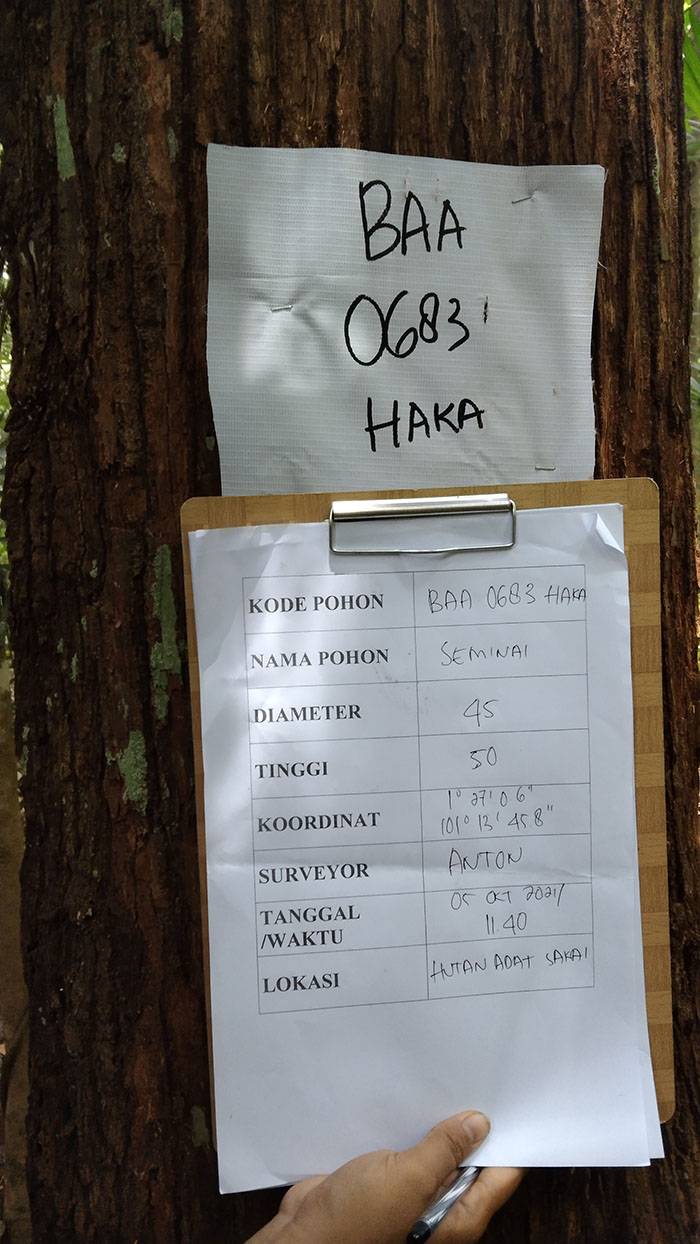 BAA
0683
HAKA
KODE POHON BAA 0683 HAKA
NAMA POHON SEMINAI
DIAMETER 45
TINGGI 50
KOORDINAT 1° 27' 0.6"
101° 13' 45.8"
SURVEYOR ANTON
TANGGAL
/WAKTU
05 OKT 2021/
11.40
LOKASI HUTAN ADAT SAKAI